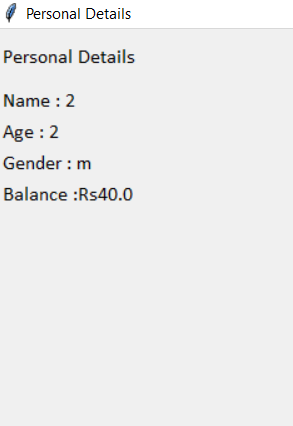 Personal Details
Personal Details
Name : 2
Age : 2
Gender : m
Balance :Rs40.0